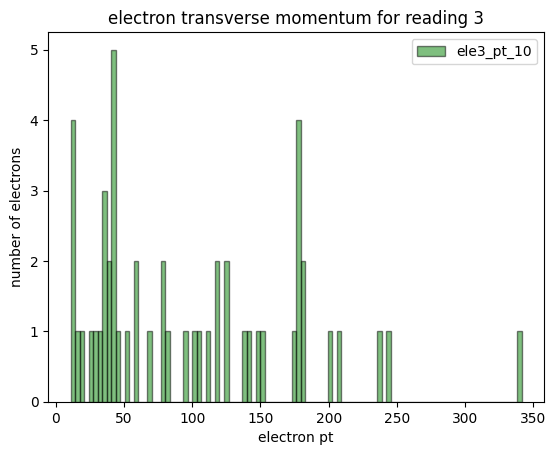 electron transverse momentum for reading 3
ele3_pt_10
number of electrons
5
4
3
2
1
0
0 50 100 150 200 250 300 350
electron pt